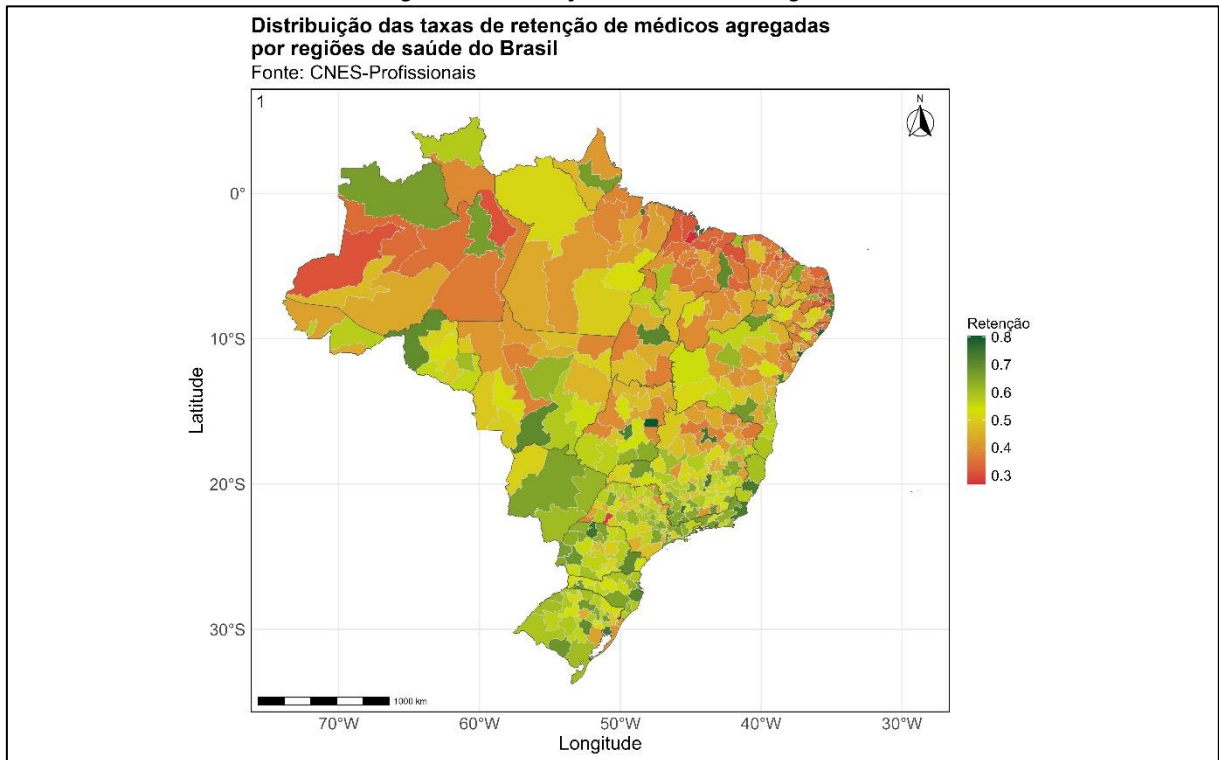 Distribuição das taxas de retenção de médicos agregadas
por regiões de saúde do Brasil
Fonte: CNES-Profissionais
1
N
0°
10°S
20°S
30°S
Latitude
Retenção
0.8
0.7
0.6
0.5
0.4
0.3
1000 km
70°W 60°W 50°W 40°W 30°W
Longitude